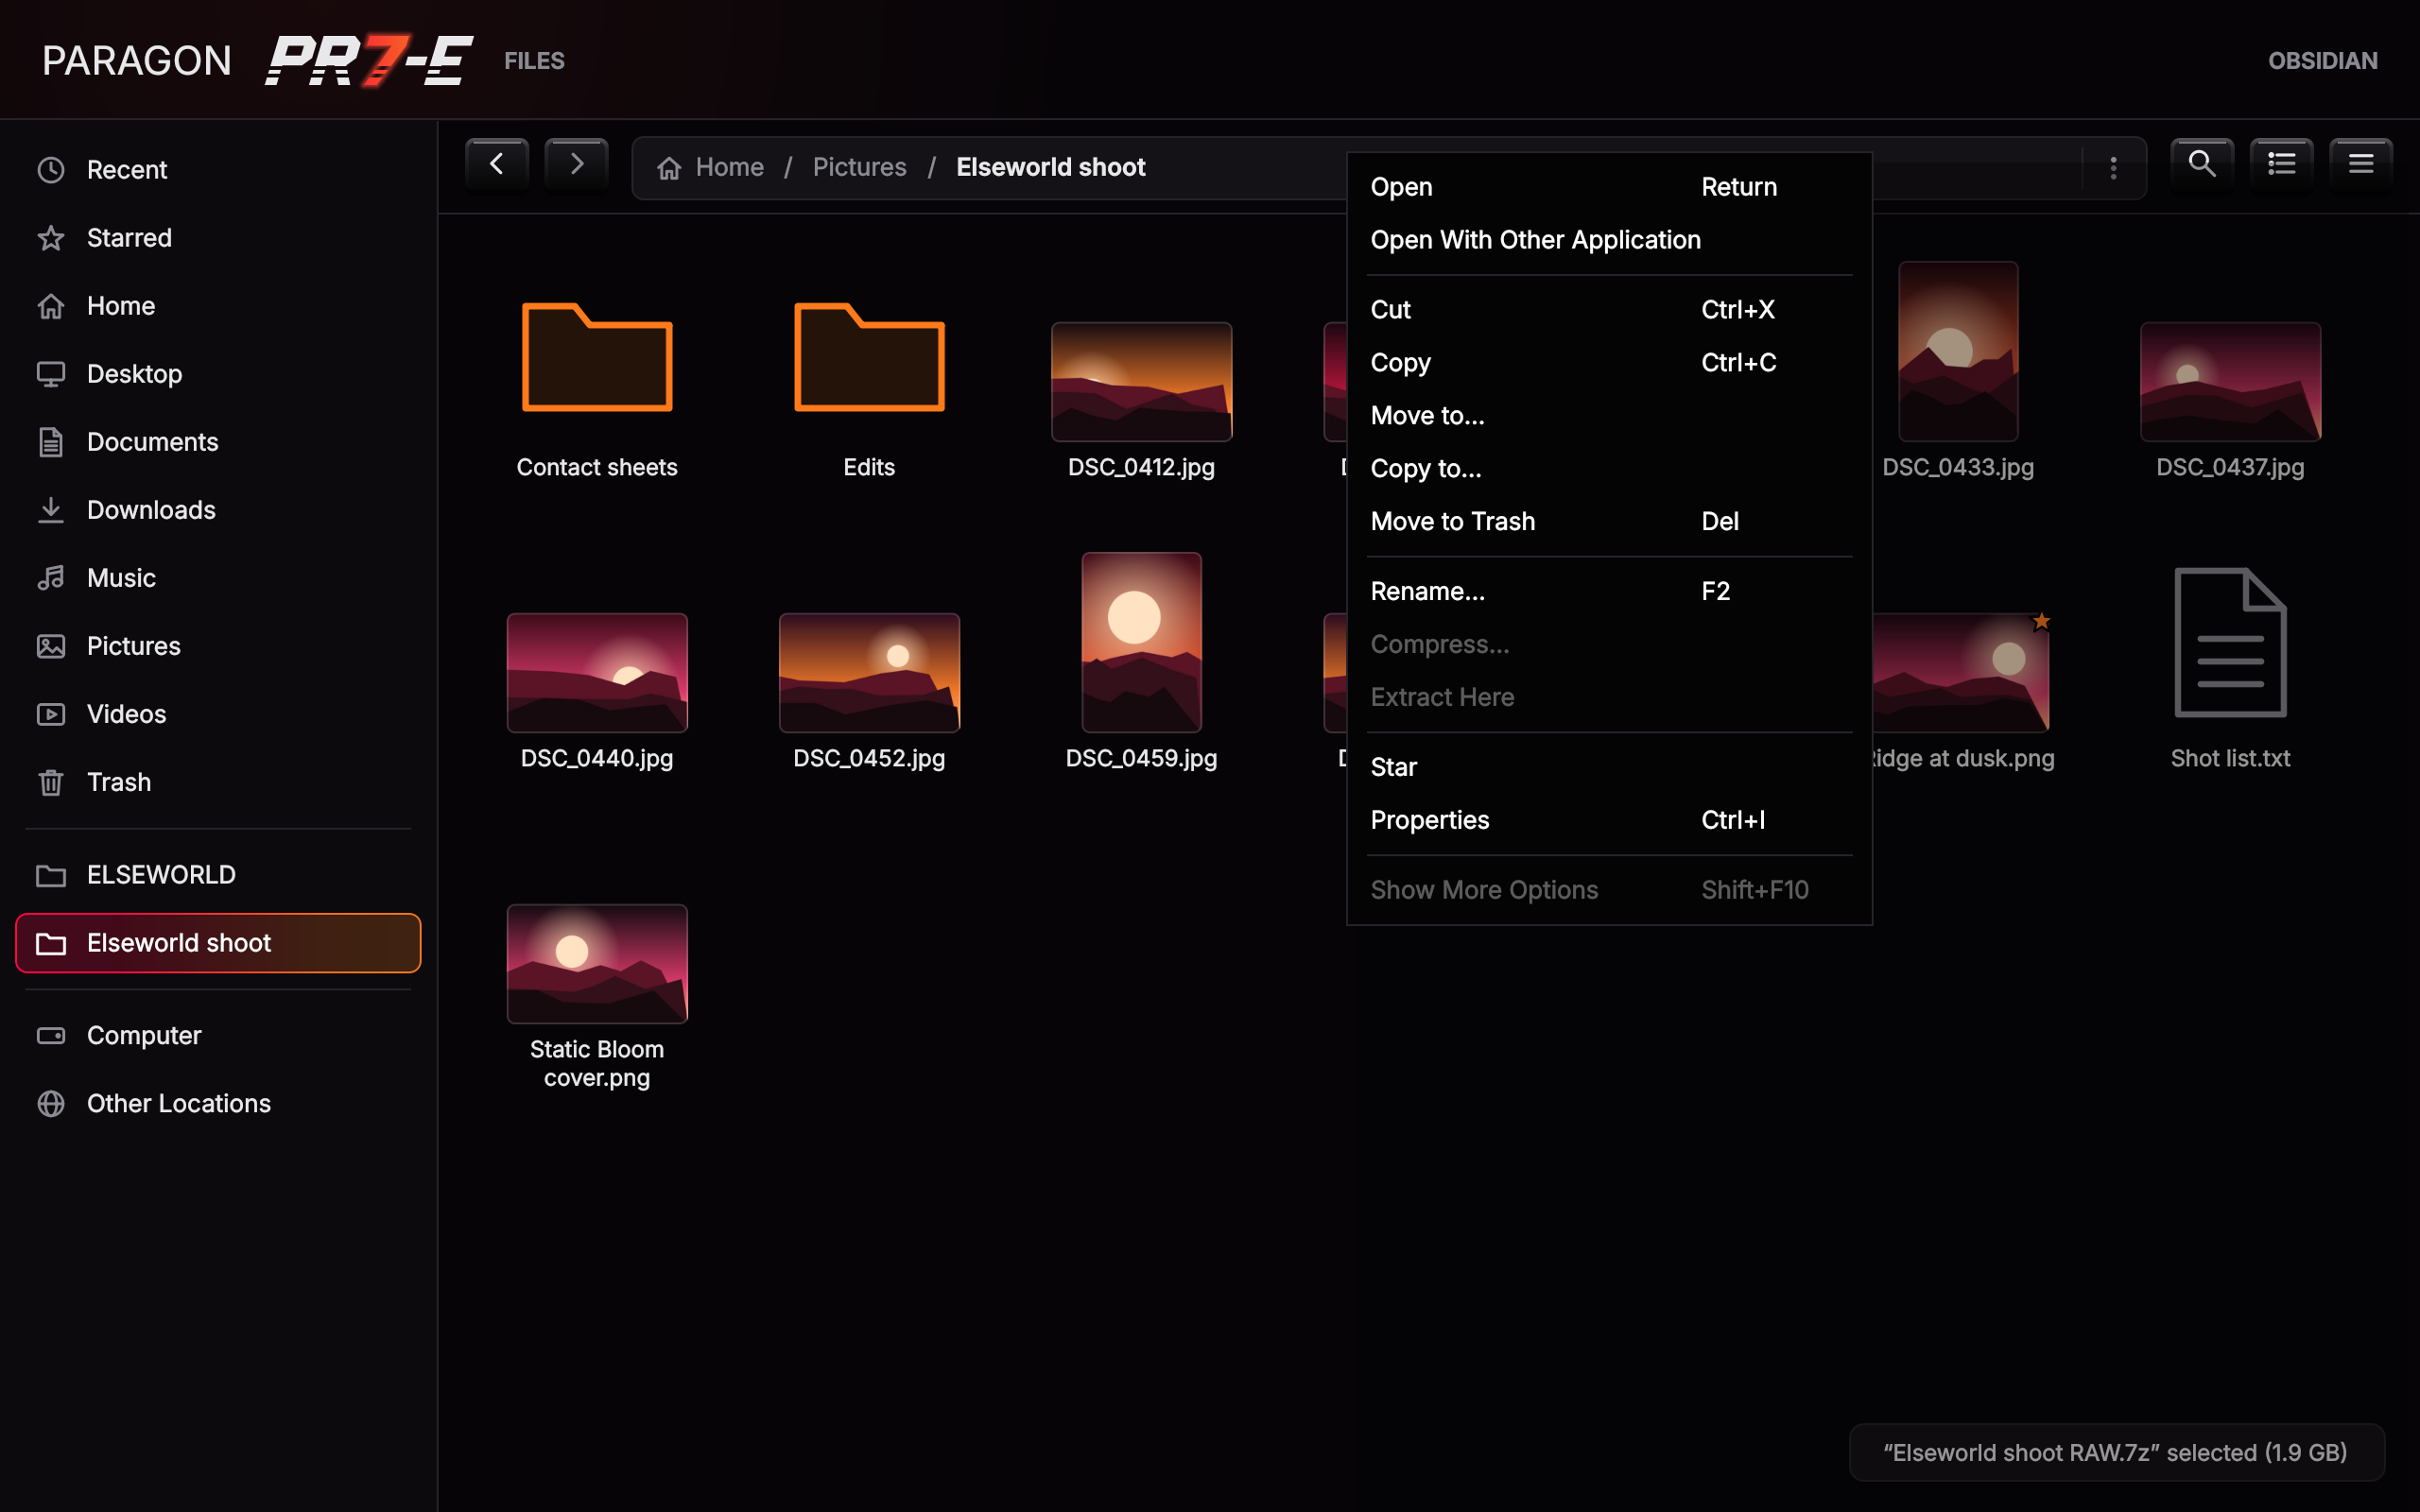 PARAGON PR7-E FILES
OBSIDIAN
Recent
Starred
Home
Desktop
Documents
Downloads
Music
Pictures
Videos
Trash
ELSEWORLD
Elseworld shoot
Computer
Other Locations
Home / Pictures / Elseworld shoot
Contact sheets
Edits
DSC_0412.jpg
DSC_0433.jpg
DSC_0437.jpg
DSC_0440.jpg
DSC_0452.jpg
DSC_0459.jpg
idge at dusk.png
Shot list.txt
Static Bloom
cover.png
Open Return
Open With Other Application
Cut Ctrl+X
Copy Ctrl+C
Move to...
Copy to...
Move to Trash Del
Rename... F2
Compress...
Extract Here
Star
Properties Ctrl+I
Show More Options Shift+F10
“Elseworld shoot RAW.7z” selected (1.9 GB)